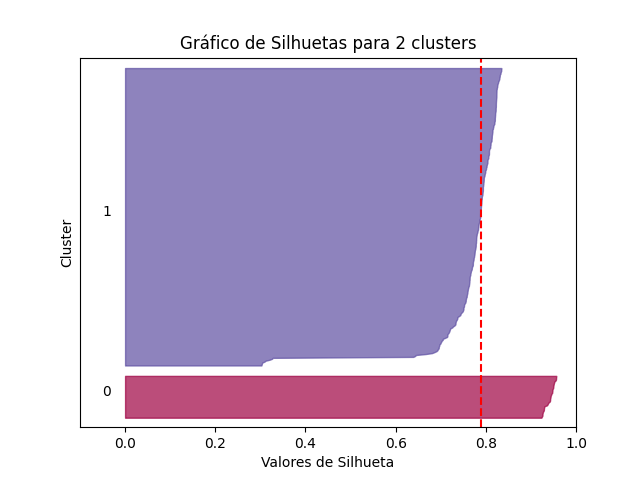 Gráfico de Silhuetas para 2 clusters
Cluster
1
0
0.0 0.2 0.4 0.6 0.8 1.0
Valores de Silhueta